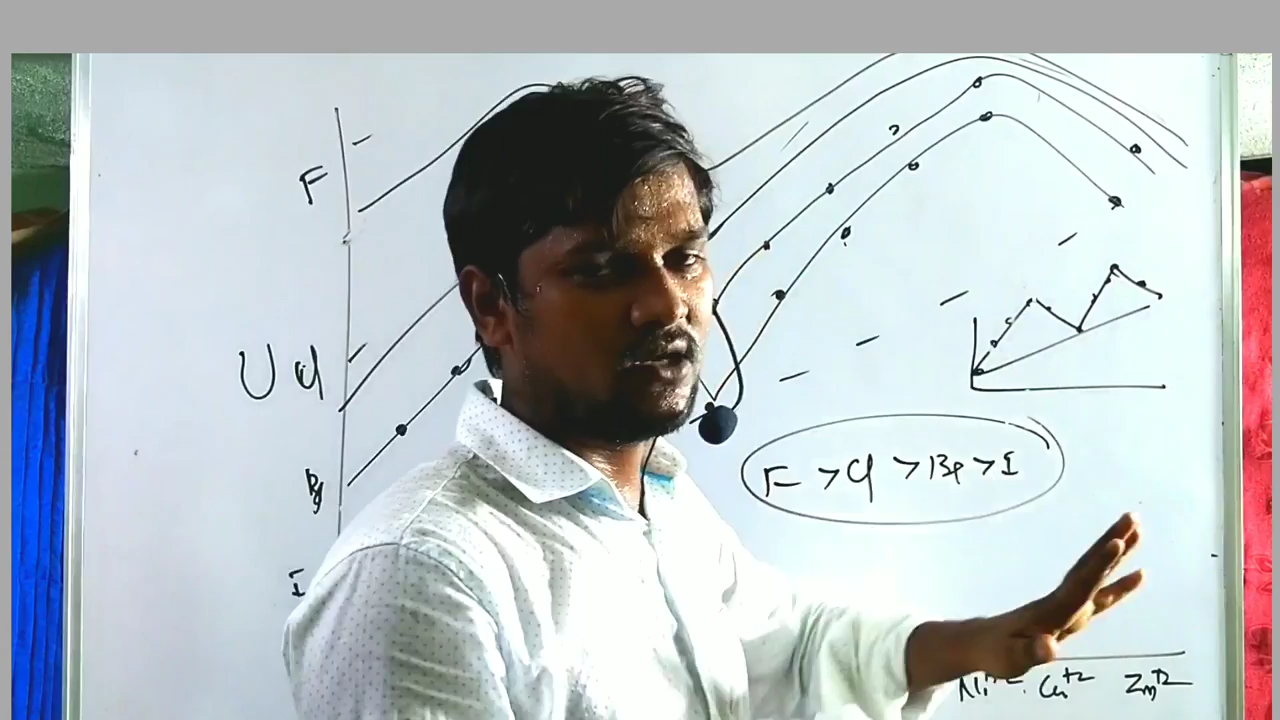 F
U Cl
Br
F > Cl > Br > I
I
Ni+2 Cu+2 Zn+2